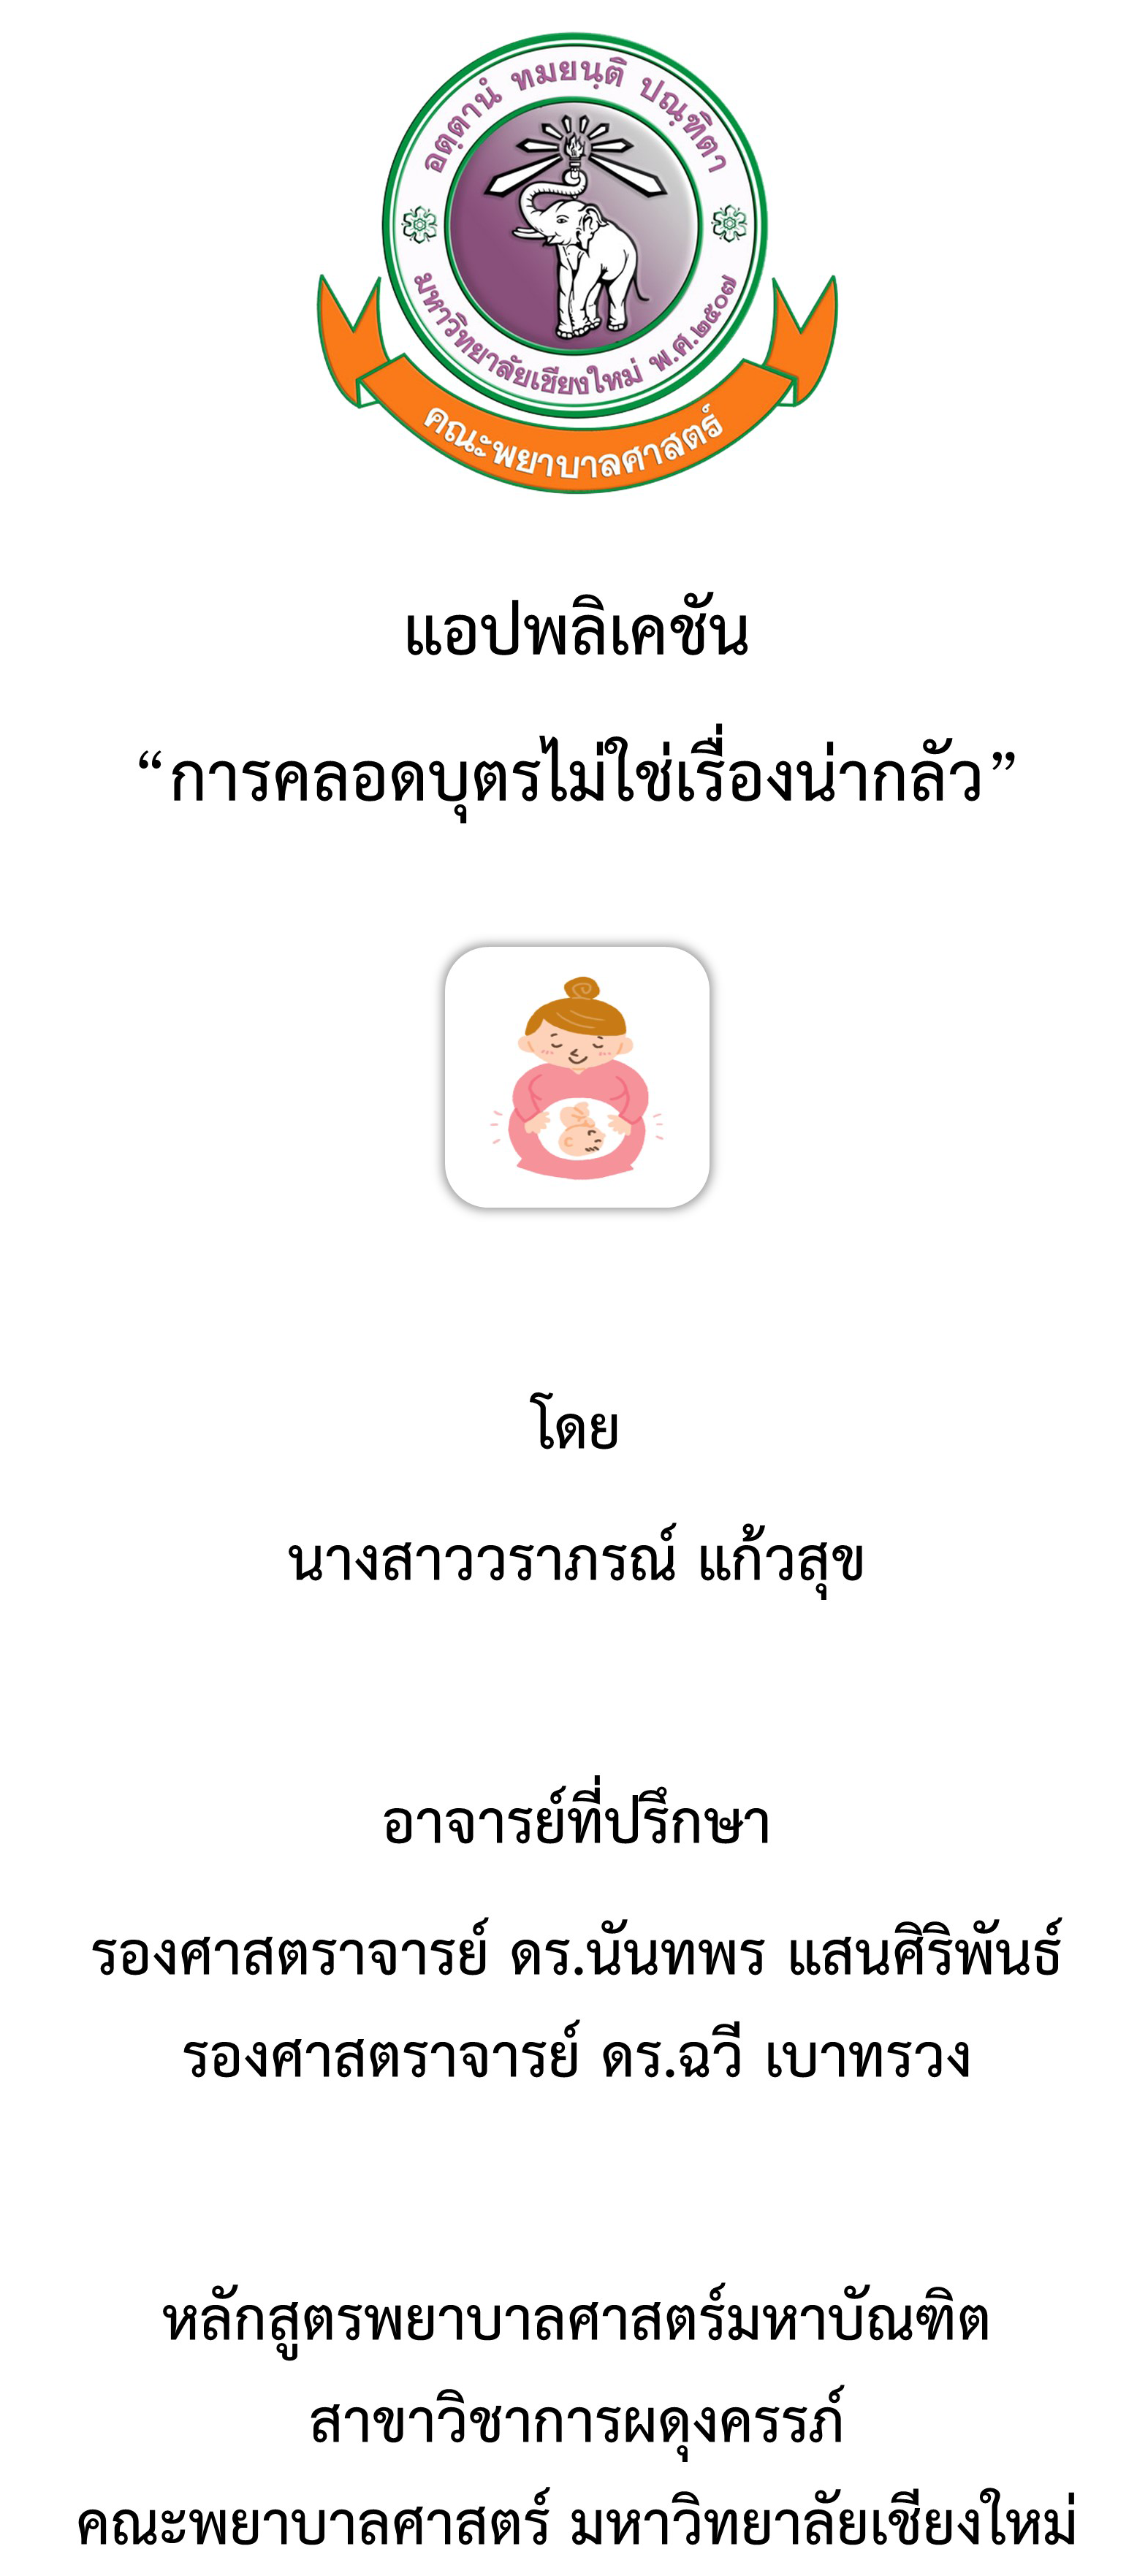 อตฺตานํ ทมยนฺติ ปณฺฑิตา
มหาวิทยาลัยเชียงใหม่ พ.ศ.๒๕๐๗
คณะพยาบาลศาสตร์
แอปพลิเคชัน
“การคลอดบุตรไม่ใช่เรื่องน่ากลัว”
โดย
นางสาววราภรณ์ แก้วสุข
อาจารย์ที่ปรึกษา
รองศาสตราจารย์ ดร.นันทพร แสนศิริพันธ์
รองศาสตราจารย์ ดร.ฉวี เบาทรวง
หลักสูตรพยาบาลศาสตร์มหาบัณฑิต
สาขาวิชาการผดุงครรภ์
คณะพยาบาลศาสตร์ มหาวิทยาลัยเชียงใหม่